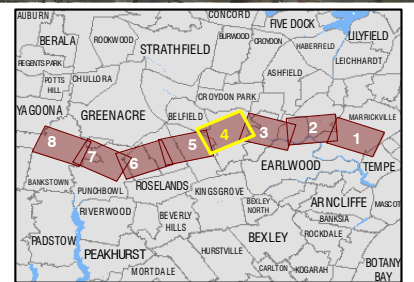 AUBURN
CONCORD
FIVE DOCK
BERALA
ROCKWOOD
BURWOOD
CROYDON
HABERFIELD
LILYFIELD
STRATHFIELD
REGENTS PARK
LEICHHARDT
POTTS
HILL
CHULLORA
ASHFIELD
CROYDON PARK
YAGOONA
GREENACRE
BELFIELD
MARRICKVILLE
8
7
6
5
4
3
2
1
EARLWOOD
TEMPE
BANKSTOWN
PUNCHBOWL
ROSELANDS
KINGSGROVE
RIVERWOOD
BEXLEY
NORTH
ARNCLIFFE
MASCOT
BEVERLY
HILLS
BANKSIA
ROCKDALE
PADSTOW
BEXLEY
PEAKHURST
HURSTVILLE
BOTANY
BAY
MORTDALE
CARLTON
KOGARAH